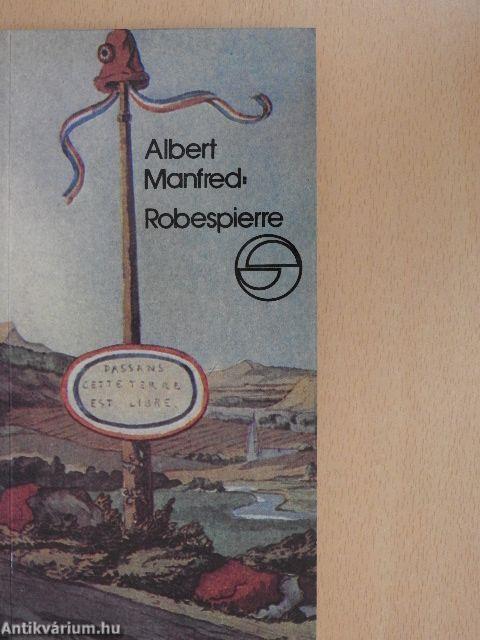 Albert
Manfred:
Robespierre
PASSANS
CETTE TERRE
EST LIBRE.
Antikvárium.hu